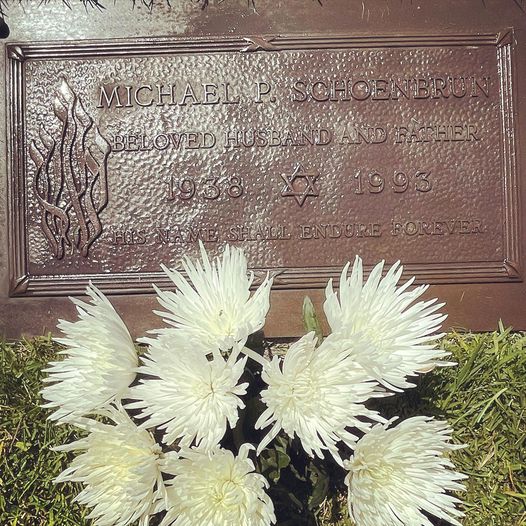 MICHAEL P. SCHOENBRUN
BELOVED HUSBAND AND FATHER
1938 1993
HIS NAME SHALL ENDURE FOREVER